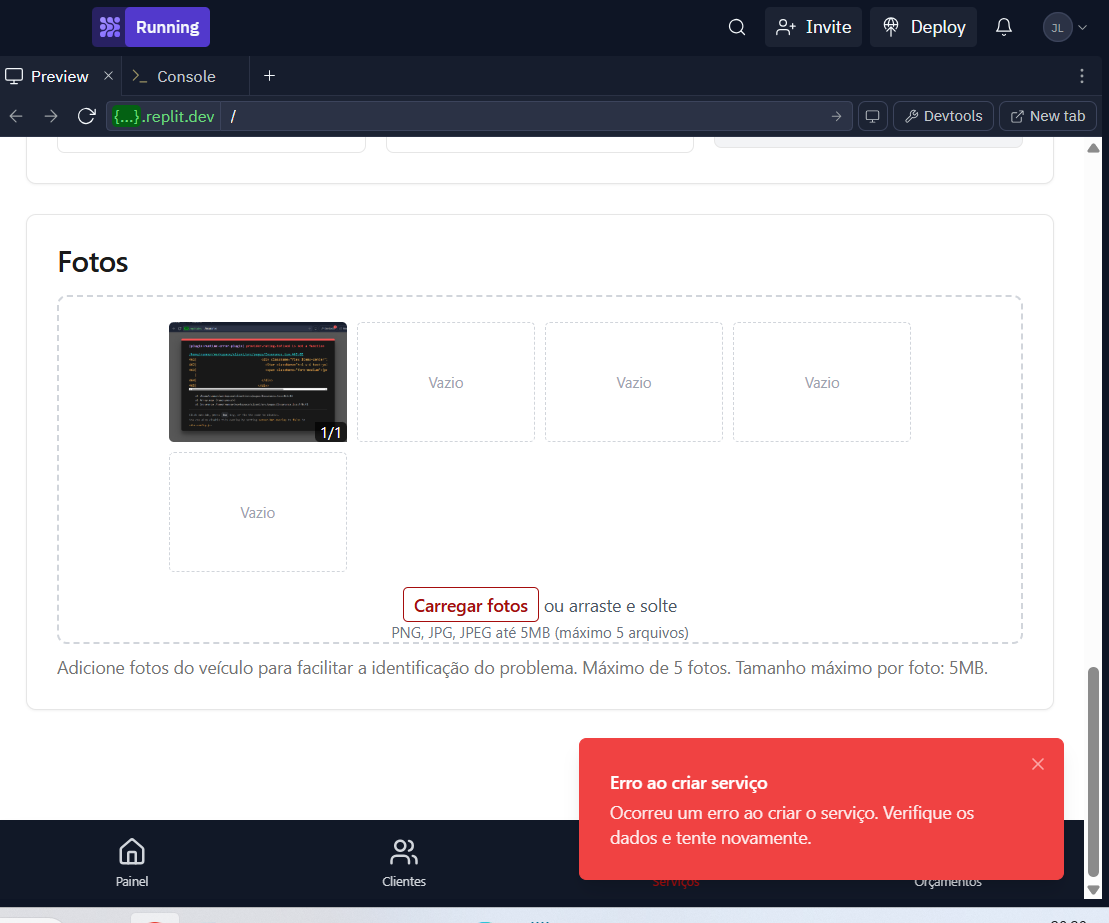 Running
Invite
Deploy
JL
Preview
Console
{...}.replit.dev
/
Devtools
New tab
Fotos
1/1
Vazio
Vazio
Vazio
Vazio
Carregar fotos ou arraste e solte
PNG, JPG, JPEG até 5MB (máximo 5 arquivos)
Adicione fotos do veículo para facilitar a identificação do problema. Máximo de 5 fotos. Tamanho máximo por foto: 5MB.
Erro ao criar serviço
Ocorreu um erro ao criar o serviço. Verifique os
dados e tente novamente.
Painel
Clientes
Serviços
Orçamentos